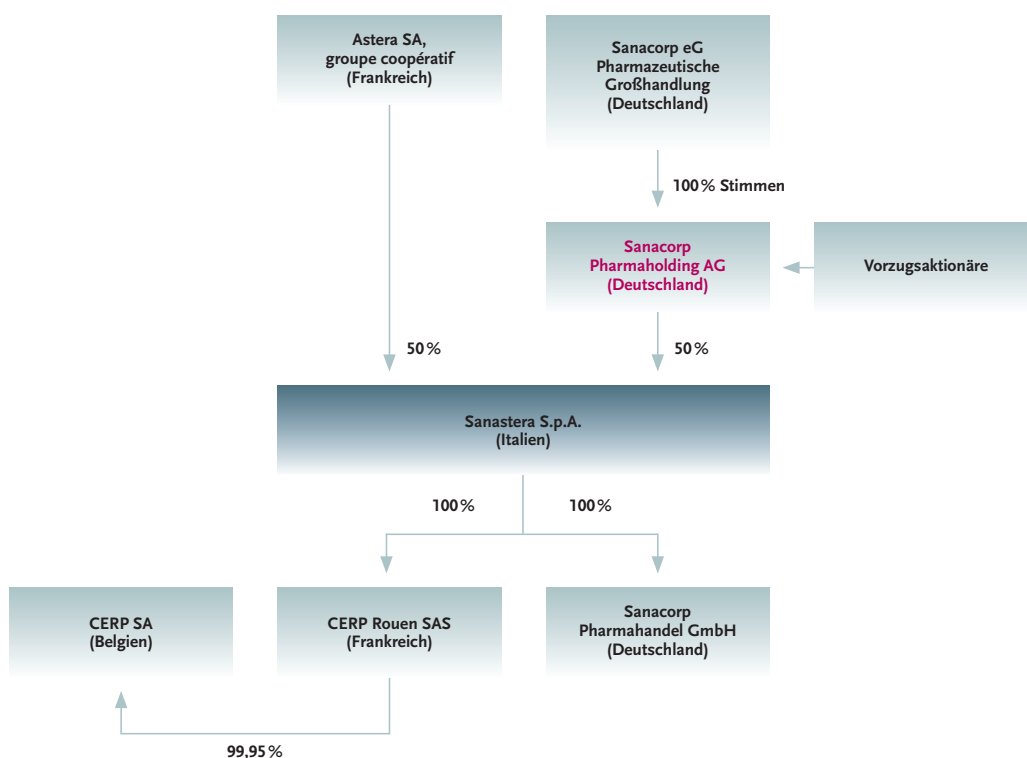 Astera SA,
groupe coopératif
(Frankreich)
Sanacorp eG
Pharmazeutische
Großhandlung
(Deutschland)
100% Stimmen
Sanacorp
Pharmaholding AG
(Deutschland)
Vorzugsaktionäre
50%
50%
Sanastera S.p.A.
(Italien)
100%
100%
CERP SA
(Belgien)
CERP Rouen SAS
(Frankreich)
Sanacorp
Pharmahandel GmbH
(Deutschland)
99,95%